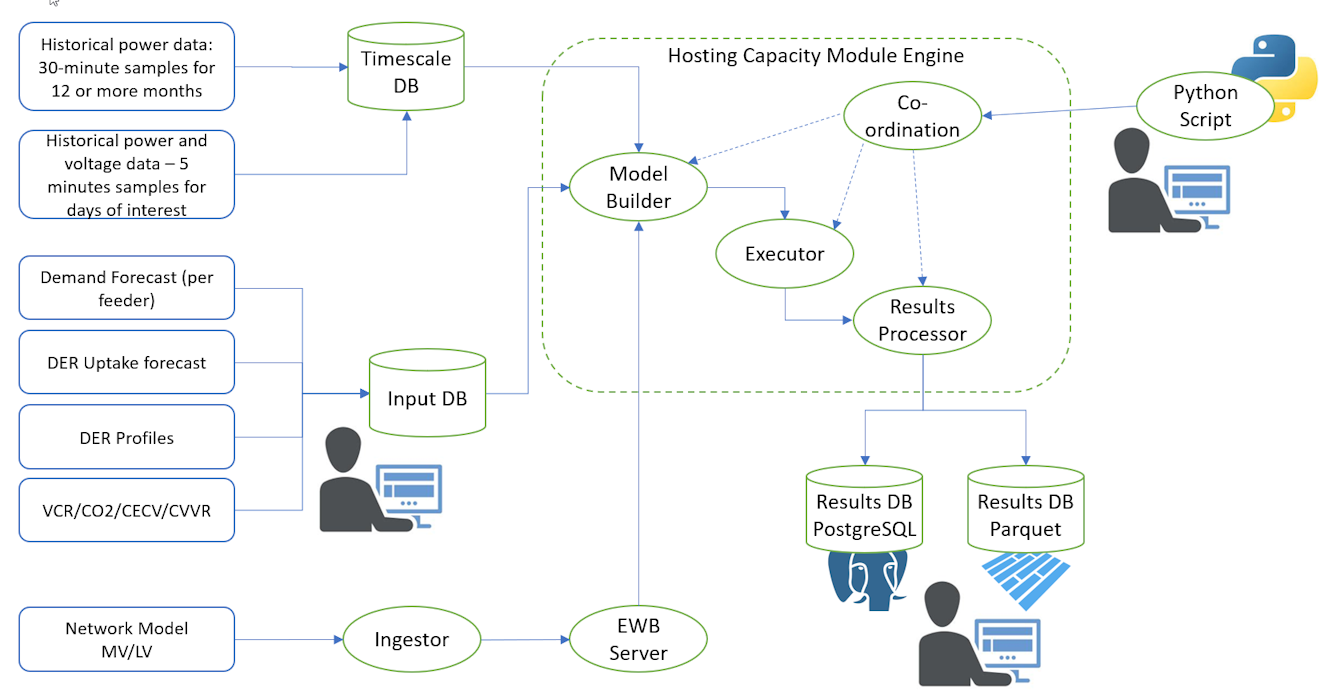 Historical power data:
30-minute samples for
12 or more months
Timescale
DB
Hosting Capacity Module Engine
Co-
ordination
Python
Script
Historical power and
voltage data – 5
minutes samples for
days of interest
Model
Builder
Executor
Demand Forecast (per
feeder)
Results
Processor
DER Uptake forecast
Input DB
DER Profiles
VCR/CO2/CECV/CVVR
Results DB
PostgreSQL
Results DB
Parquet
Network Model
MV/LV
Ingestor
EWB
Server